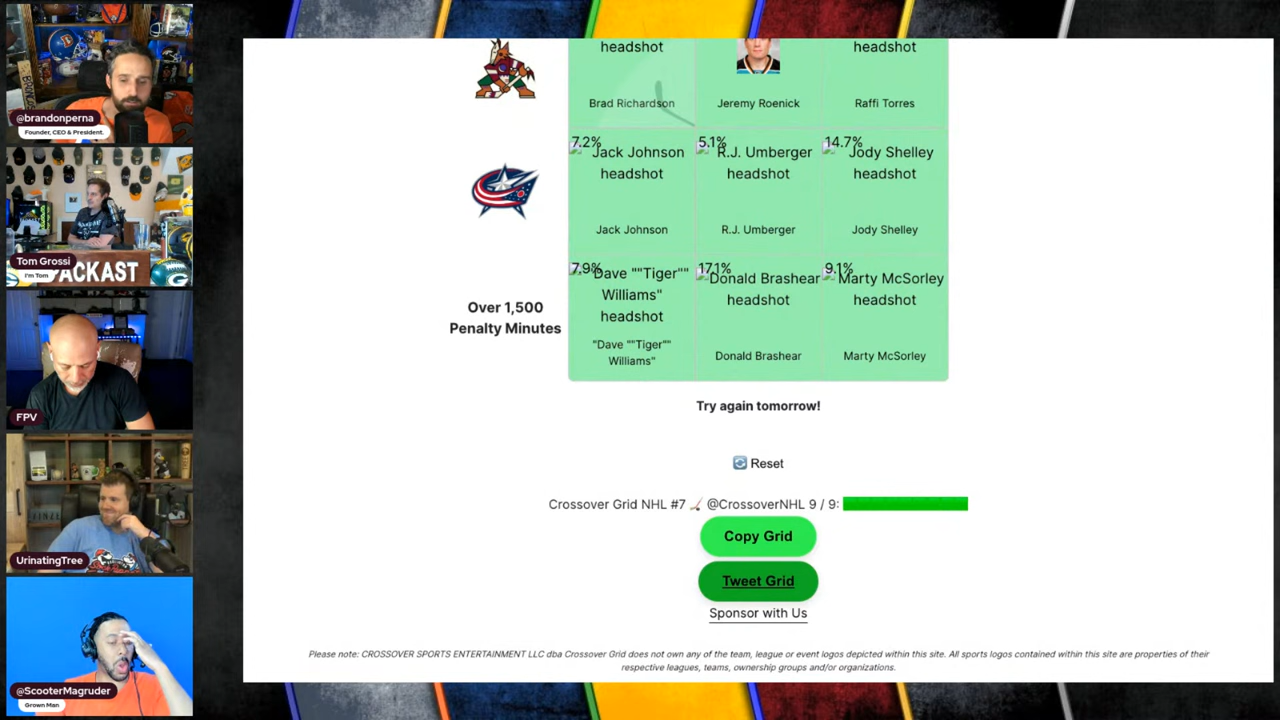 @brandonperna
Founder, CEO & President.
Tom Grossi
I'm Tom
PACKAST
FPV
UrinatingTree
@ScooterMagruder
Grown Man
headshot
headshot
Brad Richardson
Jeremy Roenick
Raffi Torres
7.2%
Jack Johnson
headshot
Jack Johnson
5.1%
R.J. Umberger
headshot
R.J. Umberger
14.7%
Jody Shelley
headshot
Jody Shelley
Over 1,500
Penalty Minutes
7.9%
"Dave ""Tiger""
Williams"
headshot
"Dave ""Tiger""
Williams"
17.1%
Donald Brashear
headshot
Donald Brashear
9.1%
Marty McSorley
headshot
Marty McSorley
Try again tomorrow!
Reset
Crossover Grid NHL #7 🏒 @CrossoverNHL 9 / 9:
Copy Grid
Tweet Grid
Sponsor with Us
Please note: CROSSOVER SPORTS ENTERTAINMENT LLC dba Crossover Grid does not own any of the team, league or event logos depicted within this site. All sports logos contained within this site are properties of their
respective leagues, teams, ownership groups and/or organizations.